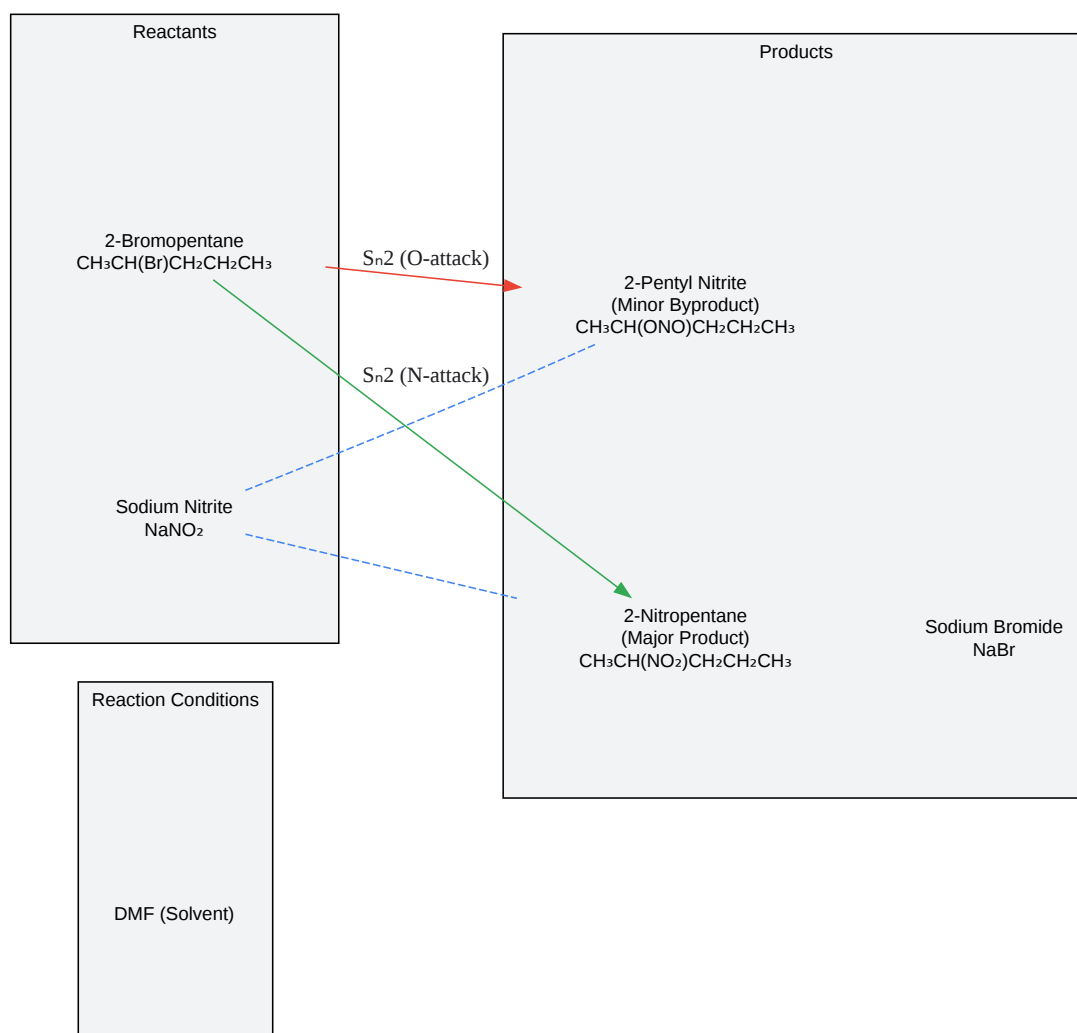 Reactants
2-Bromopentane
CH₃CH(Br)CH₂CH₂CH₃
Sodium Nitrite
NaNO₂
Sₙ2 (O-attack)
Sₙ2 (N-attack)
Products
2-Pentyl Nitrite
(Minor Byproduct)
CH₃CH(ONO)CH₂CH₂CH₃
2-Nitropentane
(Major Product)
CH₃CH(NO₂)CH₂CH₂CH₃
Sodium Bromide
NaBr
Reaction Conditions
DMF (Solvent)